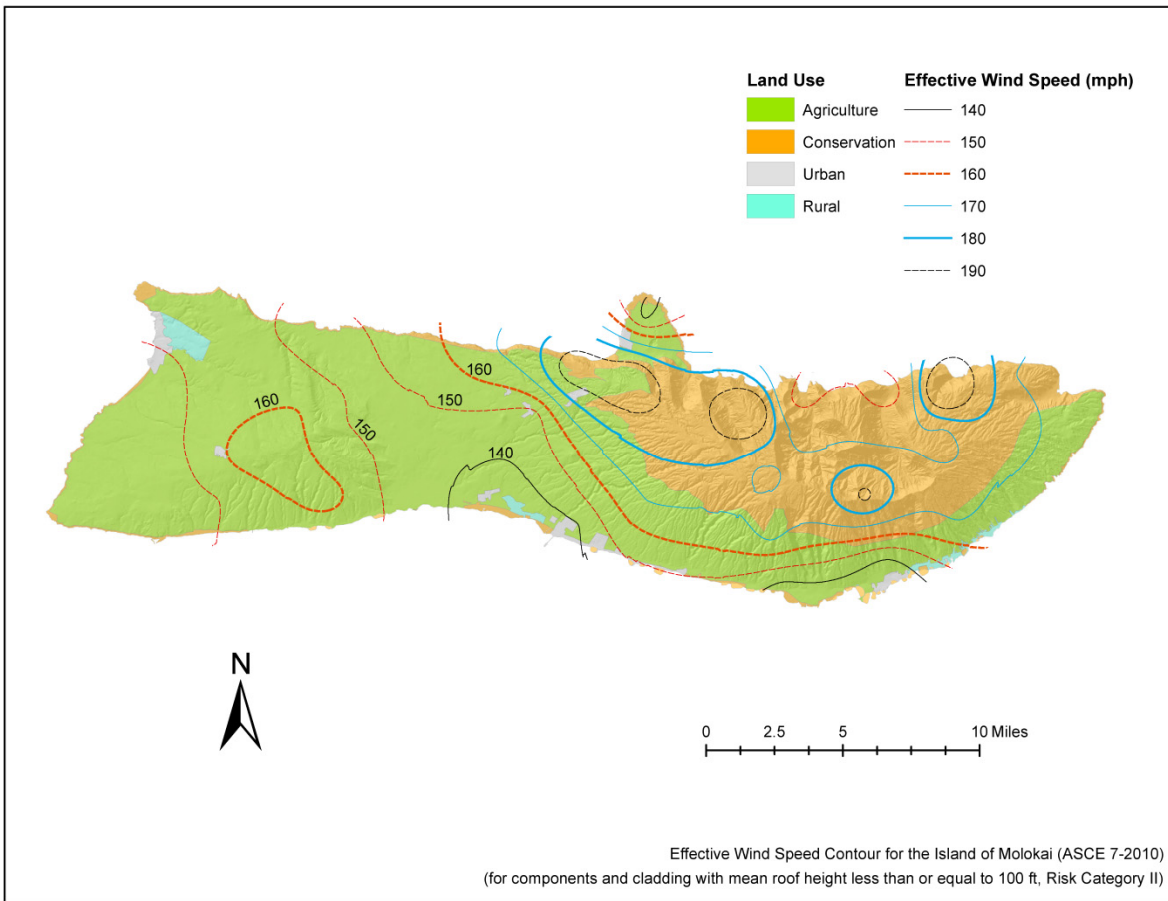 Land Use
Agriculture
Conservation
Urban
Rural
Effective Wind Speed (mph)
140
150
160
170
180
190
160
150
160
150
140
N
0 2.5 5 10 Miles
Effective Wind Speed Contour for the Island of Molokai (ASCE 7-2010)
(for components and cladding with mean roof height less than or equal to 100 ft, Risk Category II)